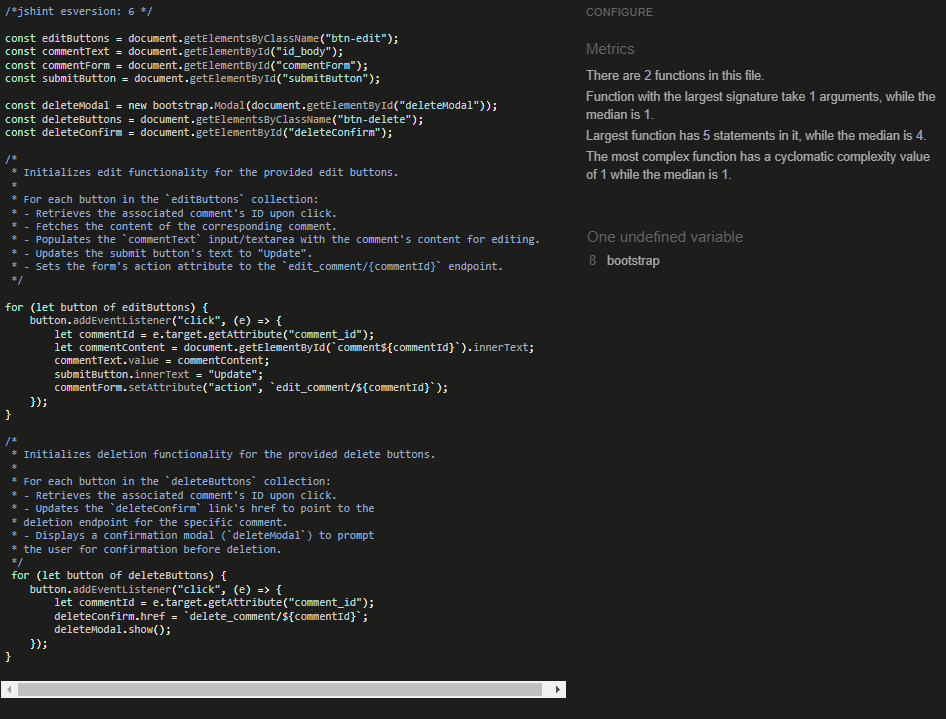 /*jshint esversion: 6 */
const editButtons = document.getElementsByClassName("btn-edit");
const commentText = document.getElementById("id_body");
const commentForm = document.getElementById("commentForm");
const submitButton = document.getElementById("submitButton");
const deleteModal = new bootstrap.Modal(document.getElementById("deleteModal"));
const deleteButtons = document.getElementsByClassName("btn-delete");
const deleteConfirm = document.getElementById("deleteConfirm");
/*
 * Initializes edit functionality for the provided edit buttons.
 *
 * For each button in the `editButtons` collection:
 * - Retrieves the associated comment's ID upon click.
 * - Fetches the content of the corresponding comment.
 * - Populates the `commentText` input/textarea with the comment's content for editing.
 * - Updates the submit button's text to "Update".
 * - Sets the form's action attribute to the `edit_comment/{commentId}` endpoint.
 */
for (let button of editButtons) {
    button.addEventListener("click", (e) => {
        let commentId = e.target.getAttribute("comment_id");
        let commentContent = document.getElementById(`comment${commentId}`).innerText;
        commentText.value = commentContent;
        submitButton.innerText = "Update";
        commentForm.setAttribute("action", `edit_comment/${commentId}`);
    });
}
/*
 * Initializes deletion functionality for the provided delete buttons.
 *
 * For each button in the `deleteButtons` collection:
 * - Retrieves the associated comment's ID upon click.
 * - Updates the `deleteConfirm` link's href to point to the
 * deletion endpoint for the specific comment.
 * - Displays a confirmation modal (`deleteModal`) to prompt
 * the user for confirmation before deletion.
 */
 for (let button of deleteButtons) {
    button.addEventListener("click", (e) => {
        let commentId = e.target.getAttribute("comment_id");
        deleteConfirm.href = `delete_comment/${commentId}`;
        deleteModal.show();
    });
}
CONFIGURE
Metrics
There are 2 functions in this file.
Function with the largest signature take 1 arguments, while the
median is 1.
Largest function has 5 statements in it, while the median is 4.
The most complex function has a cyclomatic complexity value
of 1 while the median is 1.
One undefined variable
8 bootstrap